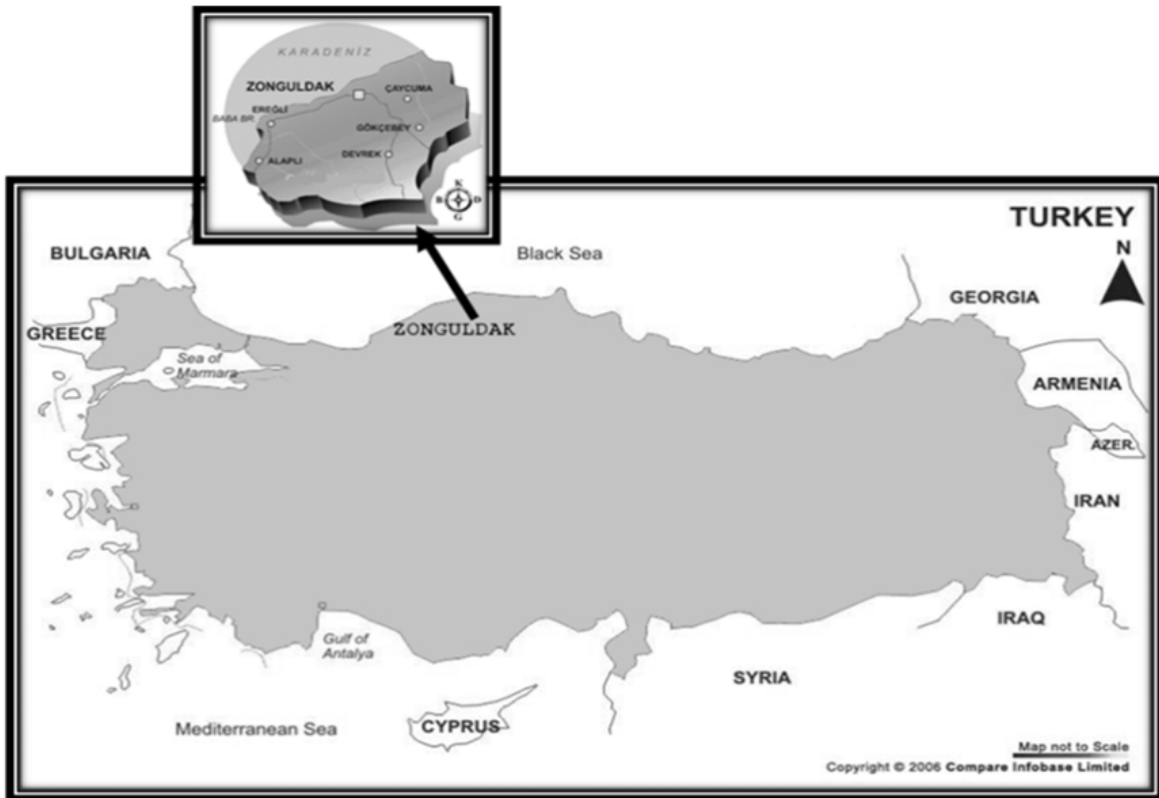 KARADENİZ
ZONGULDAK
ÇAYCUMA
EREĞLİ
BABA BR.
GÖKÇEBEY
DEVREK
ALAPLI
K
B
D
G
TURKEY
N
BULGARIA
Black Sea
GEORGIA
GREECE
ZONGULDAK
Sea of
Marmara
ARMENIA
AZER.
IRAN
IRAQ
Gulf of
Antalya
SYRIA
Mediterranean Sea
CYPRUS
Map not to Scale
Copyright © 2006 Compare Infobase Limited